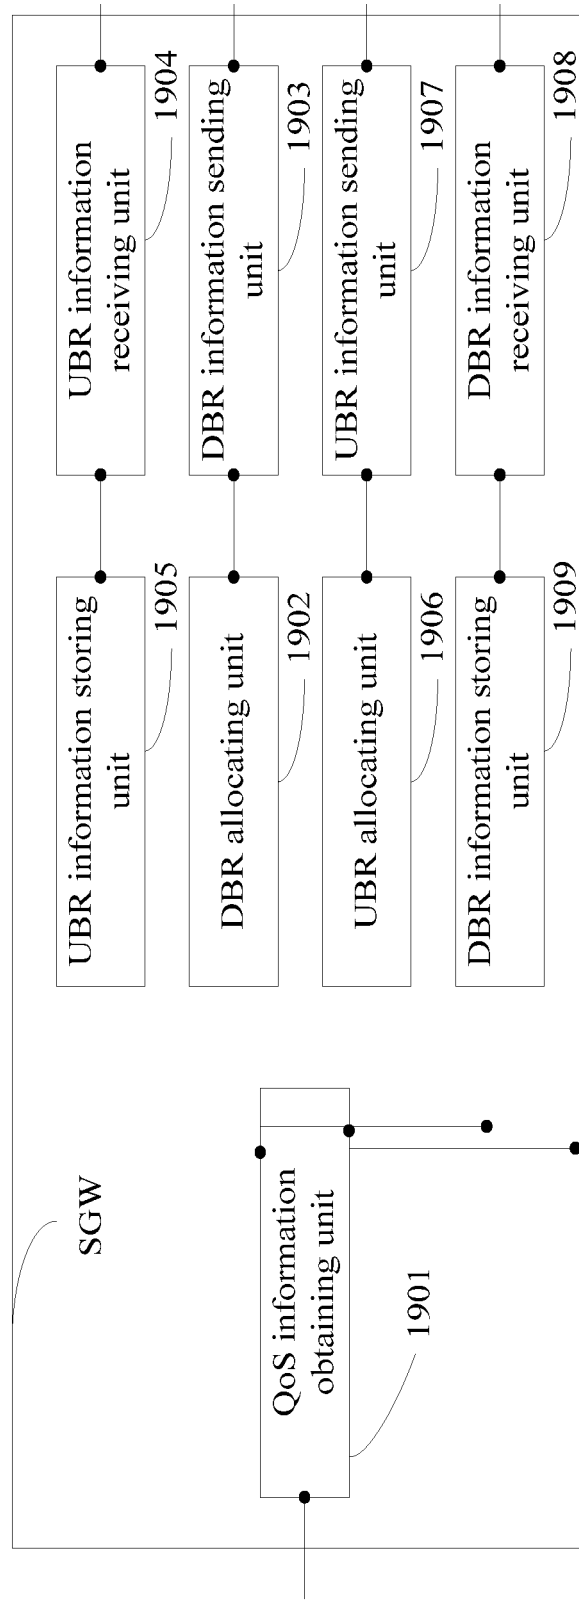 SGW
QoS information
obtaining unit
1901
UBR information storing
unit
1905
UBR information
receiving unit
1904
DBR allocating unit
1902
DBR information sending
unit
1903
UBR allocating unit
1906
UBR information sending
unit
1907
DBR information storing
unit
1909
DBR information
receiving unit
1908